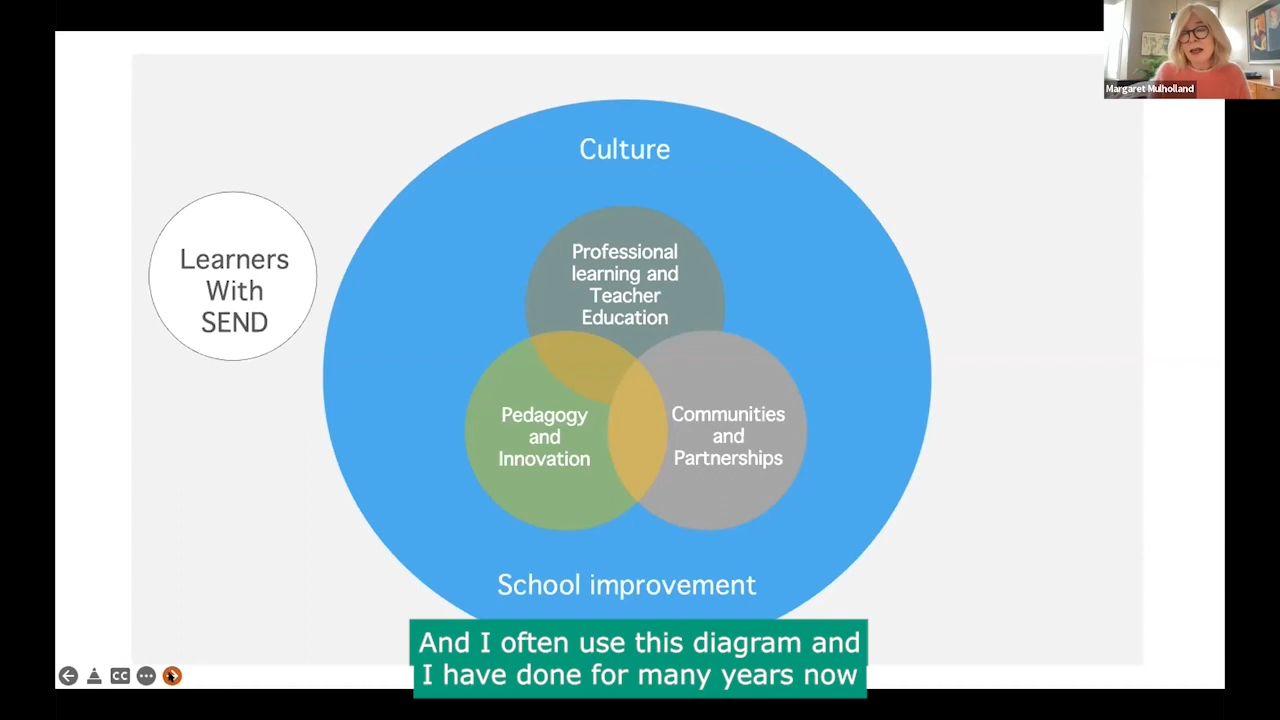 Margaret Mulholland
Culture
Learners
With
SEND
Professional
learning and
Teacher
Education
Pedagogy
and
Innovation
Communities
and
Partnerships
School improvement
And I often use this diagram and
I have done for many years now
CC